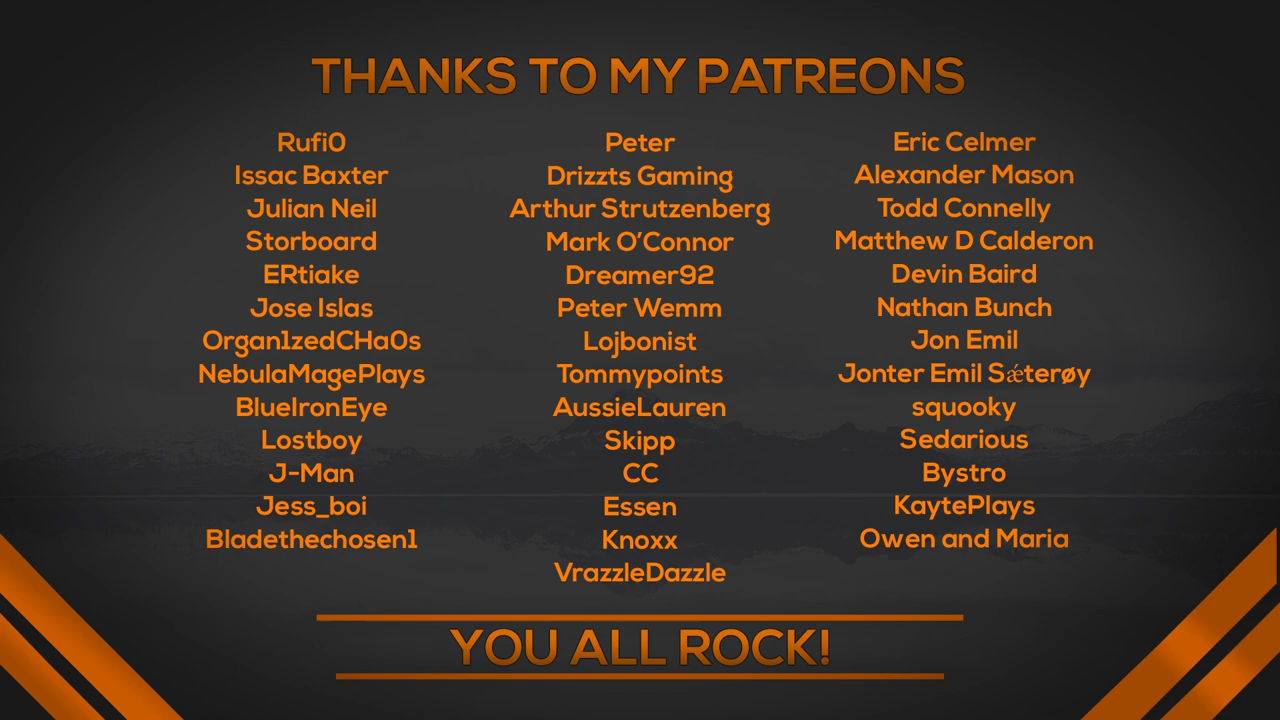 THANKS TO MY PATREONS
Rufi0
Issac Baxter
Julian Neil
Storboard
ERtiake
Jose Islas
Organ1zedCHa0s
NebulaMagePlays
BlueIronEye
Lostboy
J-Man
Jess_boi
Bladethechosen1
Peter
Drizzts Gaming
Arthur Strutzenberg
Mark O’Connor
Dreamer92
Peter Wemm
Lojbonist
Tommypoints
AussieLauren
Skipp
CC
Essen
Knoxx
VrazzleDazzle
Eric Celmer
Alexander Mason
Todd Connelly
Matthew D Calderon
Devin Baird
Nathan Bunch
Jon Emil
Jonter Emil Sǽterøy
squooky
Sedarious
Bystro
KaytePlays
Owen and Maria
YOU ALL ROCK!